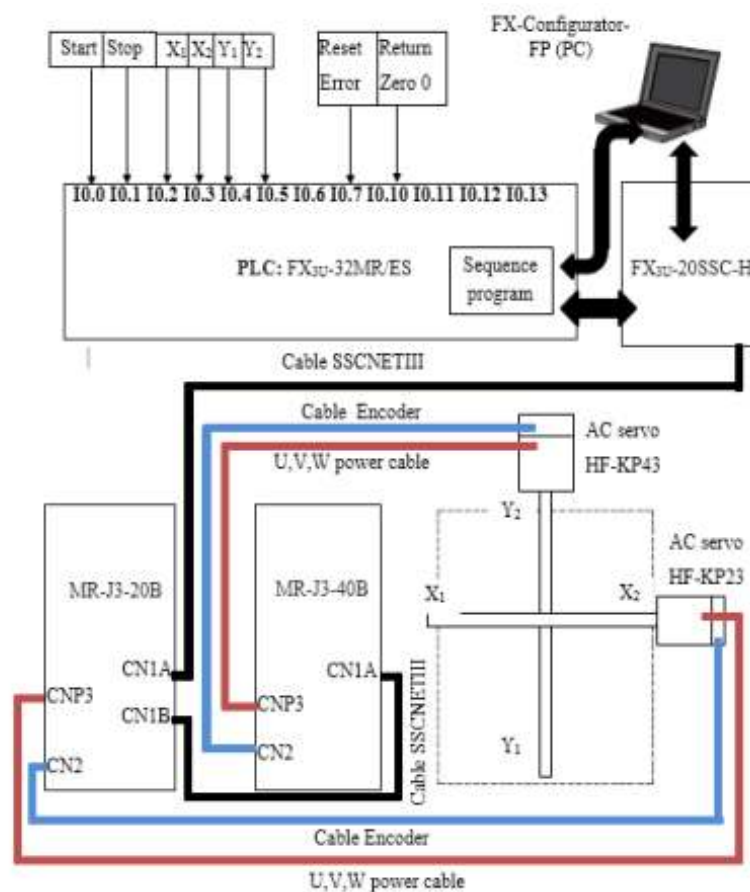 FX-Configurator-
FP (PC)
Start Stop X₁ X₂ Y₁ Y₂
Reset Return
Error Zero 0
I0.0 I0.1 I0.2 I0.3 I0.4 I0.5 I0.6 I0.7 I0.10 I0.11 I0.12 I0.13
PLC: FX₃U-32MR/ES
Sequence
program
FX₃U-20SSC-H
Cable SSCNETIII
Cable Encoder
U,V,W power cable
AC servo
HF-KP43
Y₂
MR-J3-20B
MR-J3-40B
AC servo
HF-KP23
X₁
X₂
CN1A
CN1A
CNP3
CN1B
CNP3
CN2
CN2
Cable SSCNETIII
Y₁
Cable Encoder
U,V,W power cable